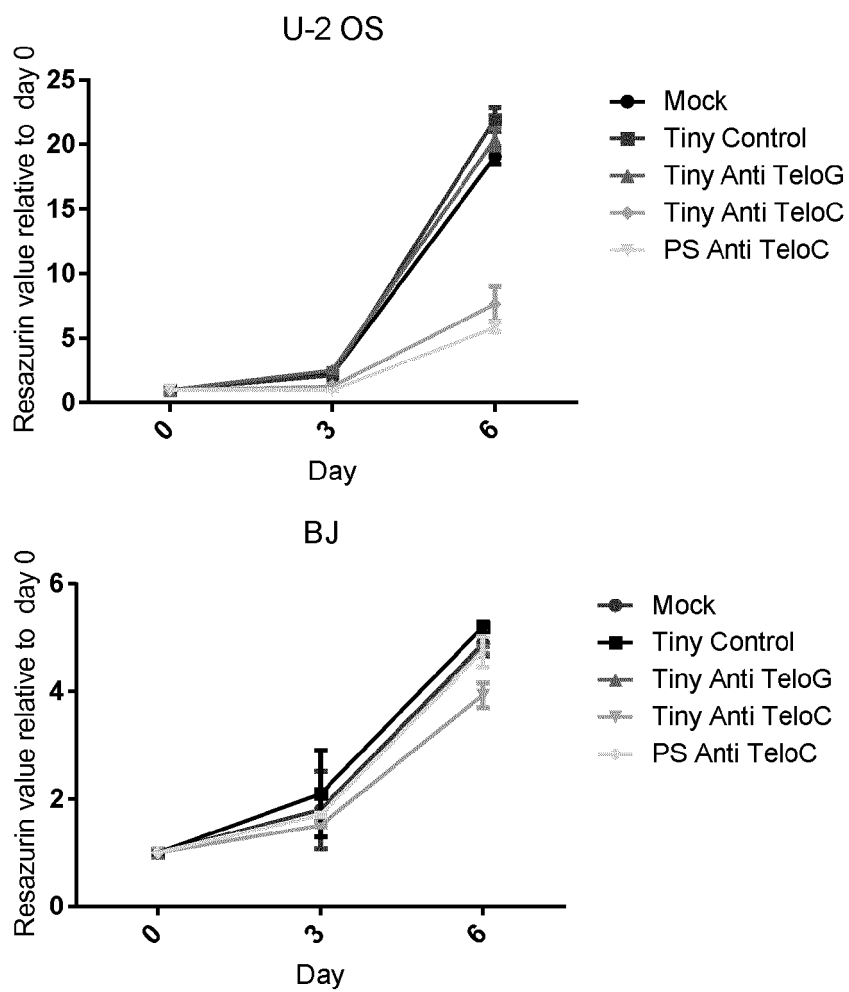 U-2 OS
Resazurin value relative to day 0
25
20
15
10
5
0
0
3
6
Day
Mock
Tiny Control
Tiny Anti TeloG
Tiny Anti TeloC
PS Anti TeloC
BJ
Resazurin value relative to day 0
6
4
2
0
0
3
6
Day
Mock
Tiny Control
Tiny Anti TeloG
Tiny Anti TeloC
PS Anti TeloC